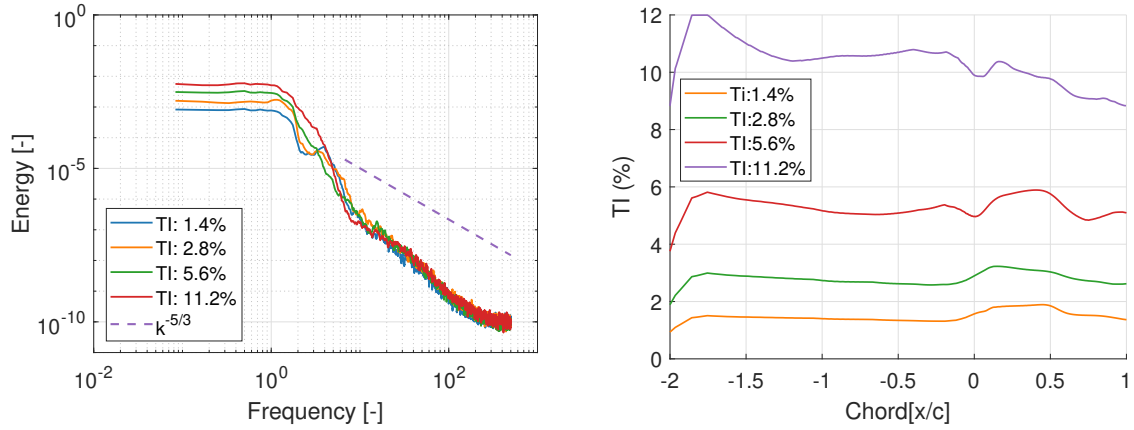 10^0
10^-5
10^-10
Energy [-]
TI: 1.4%
TI: 2.8%
TI: 5.6%
TI: 11.2%
k^-5/3
10^-2
10^0
10^2
Frequency [-]
12
10
8
6
4
2
0
TI (%)
Ti:1.4%
TI:2.8%
TI:5.6%
TI:11.2%
-2
-1.5
-1
-0.5
0
0.5
1
Chord[x/c]